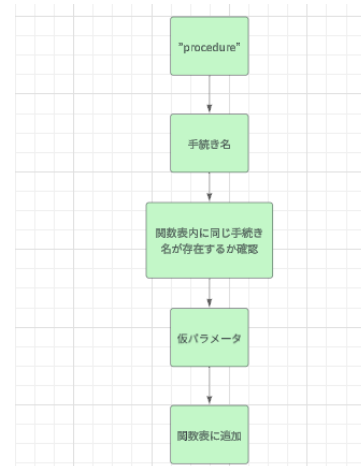 "procedure"
手続き名
関数表内に同じ手続き
名が存在するか確認
仮パラメータ
関数表に追加